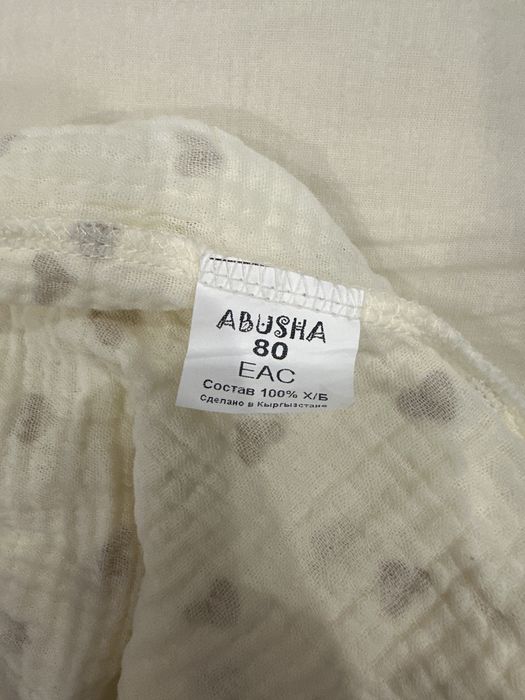 ABUSHA
80
EAC
Состав 100% Х/Б
Сделано в Кыргызстане